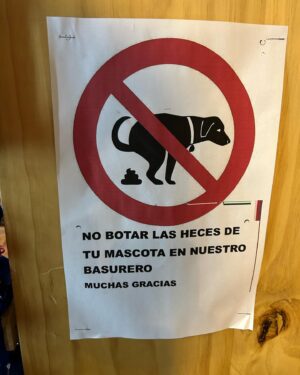 NO BOTAR LAS HECES DE
TU MASCOTA EN NUESTRO
BASURERO
MUCHAS GRACIAS